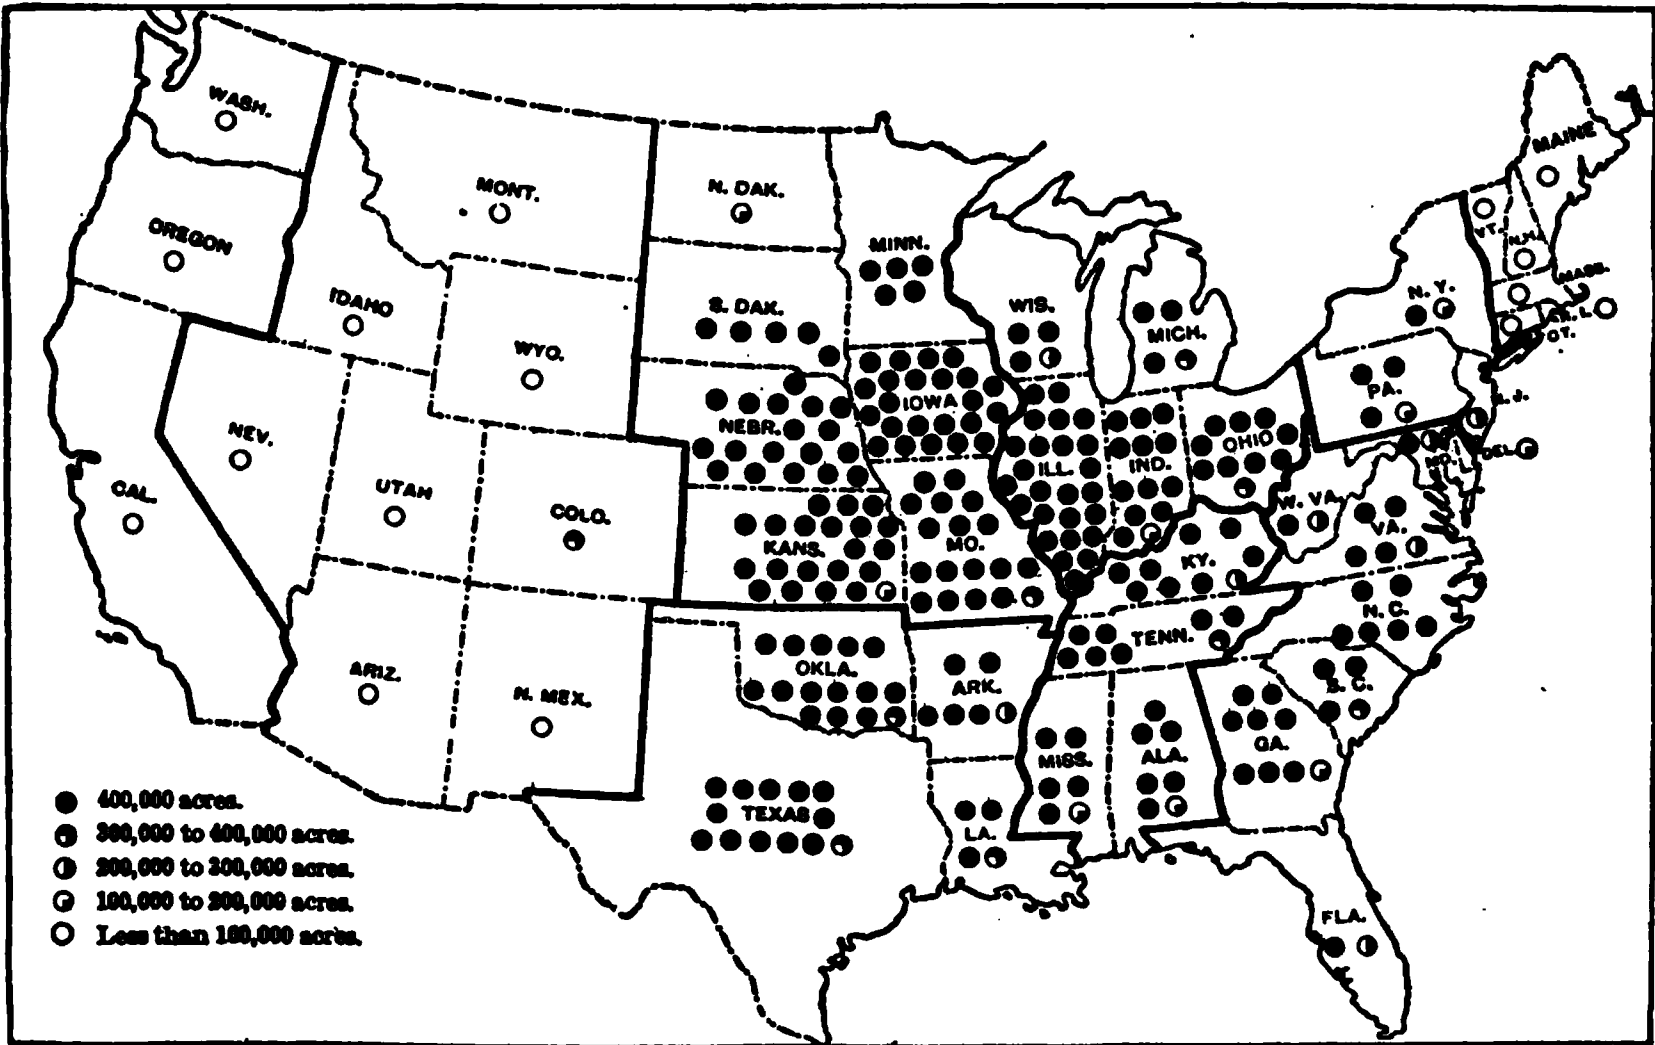 WASH.
MONT.
N. DAK.
MINN.
MAINE
VT.
N.H.
MASS.
OREGON
IDAHO
S. DAK.
WIS.
MICH.
N. Y.
R. I.
CT.
WYO.
NEBR.
IOWA
PA.
N. J.
NEV.
UTAH
COLO.
KANS.
MO.
ILL.
IND.
OHIO
W. VA.
MD.
DEL.
CAL.
KY.
VA.
ARIZ.
N. MEX.
OKLA.
ARK.
TENN.
N. C.
S. C.
TEXAS
LA.
MISS.
ALA.
GA.
FLA.
400,000 acres.
300,000 to 400,000 acres.
200,000 to 300,000 acres.
100,000 to 200,000 acres.
Less than 100,000 acres.